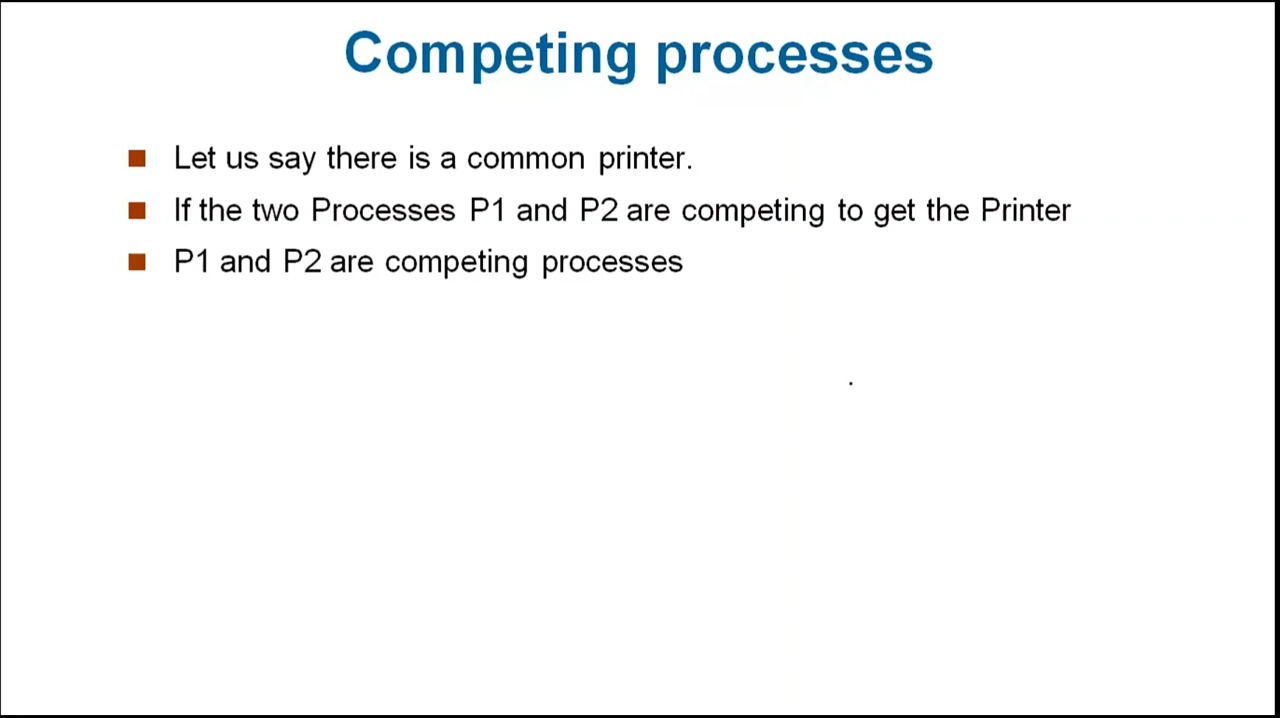 Competing processes
Let us say there is a common printer.
If the two Processes P1 and P2 are competing to get the Printer
P1 and P2 are competing processes